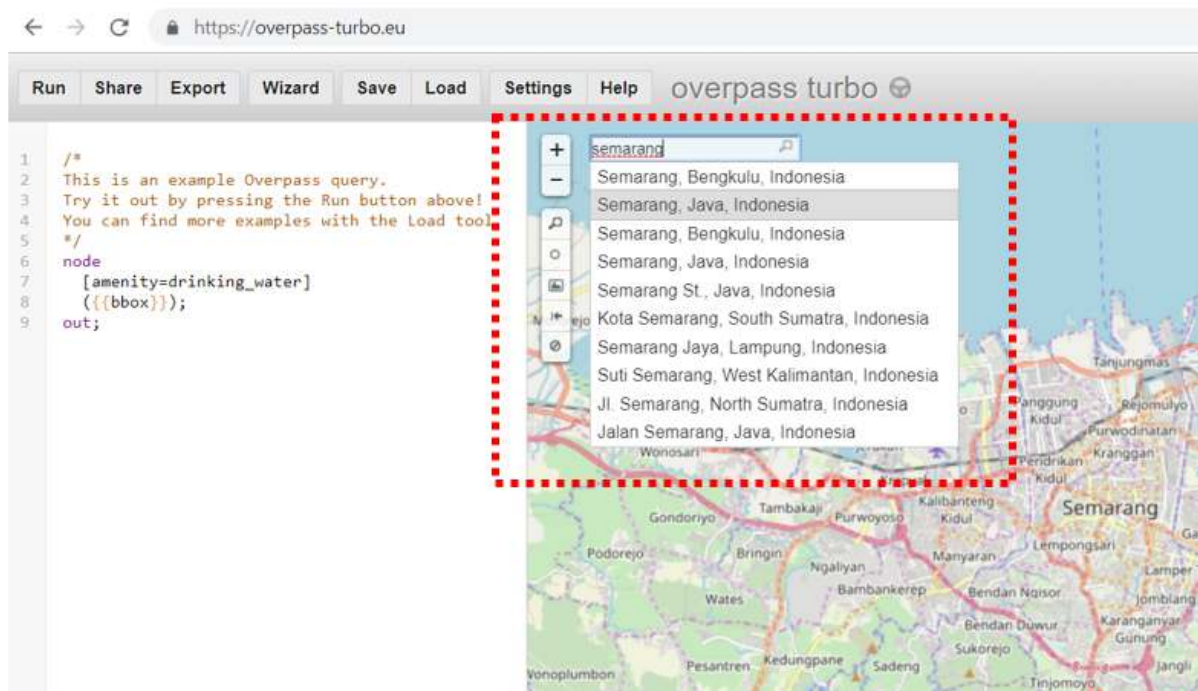 https://overpass-turbo.eu
Run Share Export Wizard Save Load Settings Help overpass turbo
1 /*
2 This is an example Overpass query.
3 Try it out by pressing the Run button above!
4 You can find more examples with the Load tool
5 */
6 node
7 [amenity=drinking_water]
8 ({{bbox}});
9 out;
+
−
semarang
Semarang, Bengkulu, Indonesia
Semarang, Java, Indonesia
Semarang, Bengkulu, Indonesia
Semarang, Java, Indonesia
Semarang St., Java, Indonesia
Kota Semarang, South Sumatra, Indonesia
Semarang Jaya, Lampung, Indonesia
Suti Semarang, West Kalimantan, Indonesia
Jl. Semarang, North Sumatra, Indonesia
Jalan Semarang, Java, Indonesia
Tanjungmas
Panggung
Kidul
Rejomulyo
Purwodinatan
Kranggan
Pendrikan
Kidul
Wonosari
Kalibanteng
Kidul
Semarang
Gondoriyo
Tambakaji
Purwoyoso
Lempongsari
Podorejo
Bringin
Ngaliyan
Manyaran
Lamper
Wates
Bambankerep
Bendan Ngisor
Jomblang
Bendan Duwur
Karanganyar
Gunung
Sukorejo
Pesantren
Kedungpane
Sadeng
Jangli
Wonoplumbon
Tinjomoyo